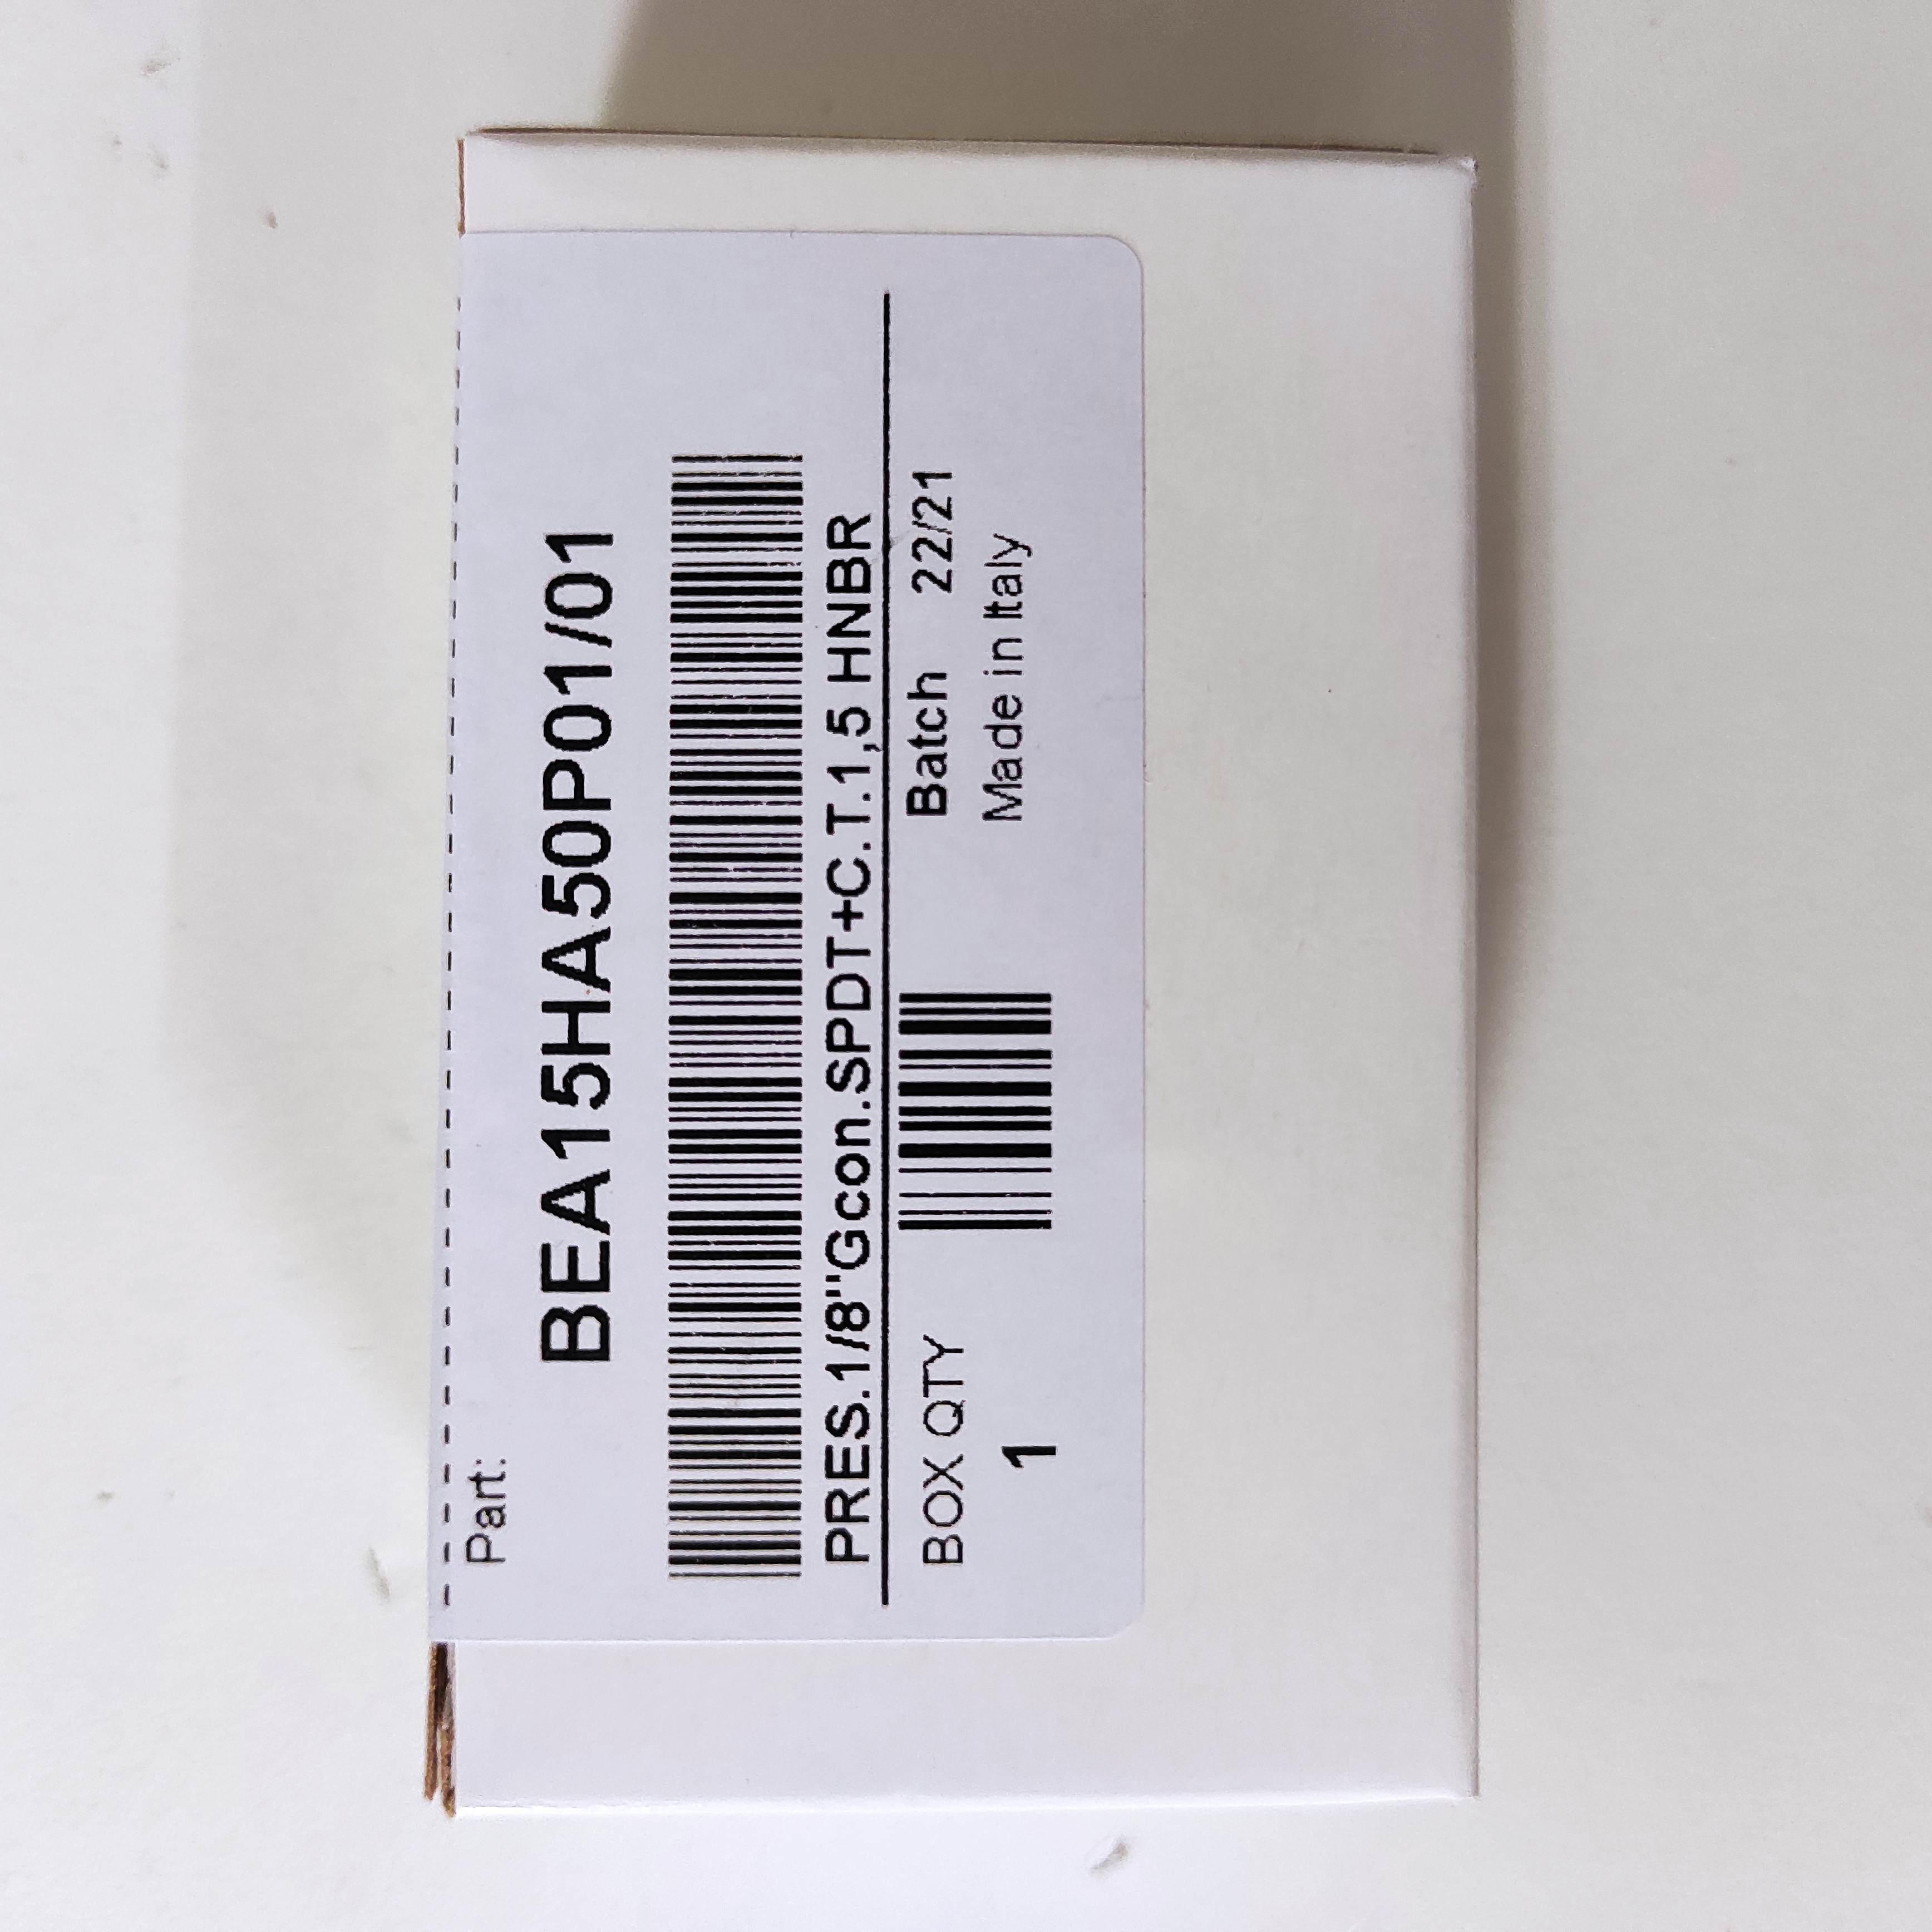 Part:
BEA15HA50P01/01
PRES.1/8"Gcon.SPDT+C.T.1,5 HNBR
BOX QTY
1
Batch 22/21
Made in Italy